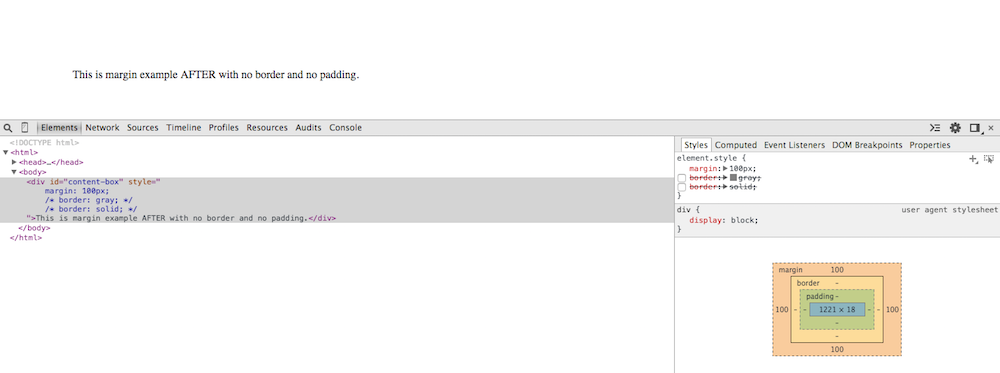 This is margin example AFTER with no border and no padding.
Elements Network Sources Timeline Profiles Resources Audits Console
<!DOCTYPE html>
<html>
<head>…</head>
<body>
<div id="content-box" style="
margin: 100px;
/* border: gray; */
/* border: solid; */
">This is margin example AFTER with no border and no padding.</div>
</body>
</html>
Styles Computed Event Listeners DOM Breakpoints Properties
element.style {
margin: 100px;
border: gray;
border: solid;
}
div { user agent stylesheet
display: block;
}
margin 100
border -
padding -
100 - - 1221 × 18 - - 100
-
-
100